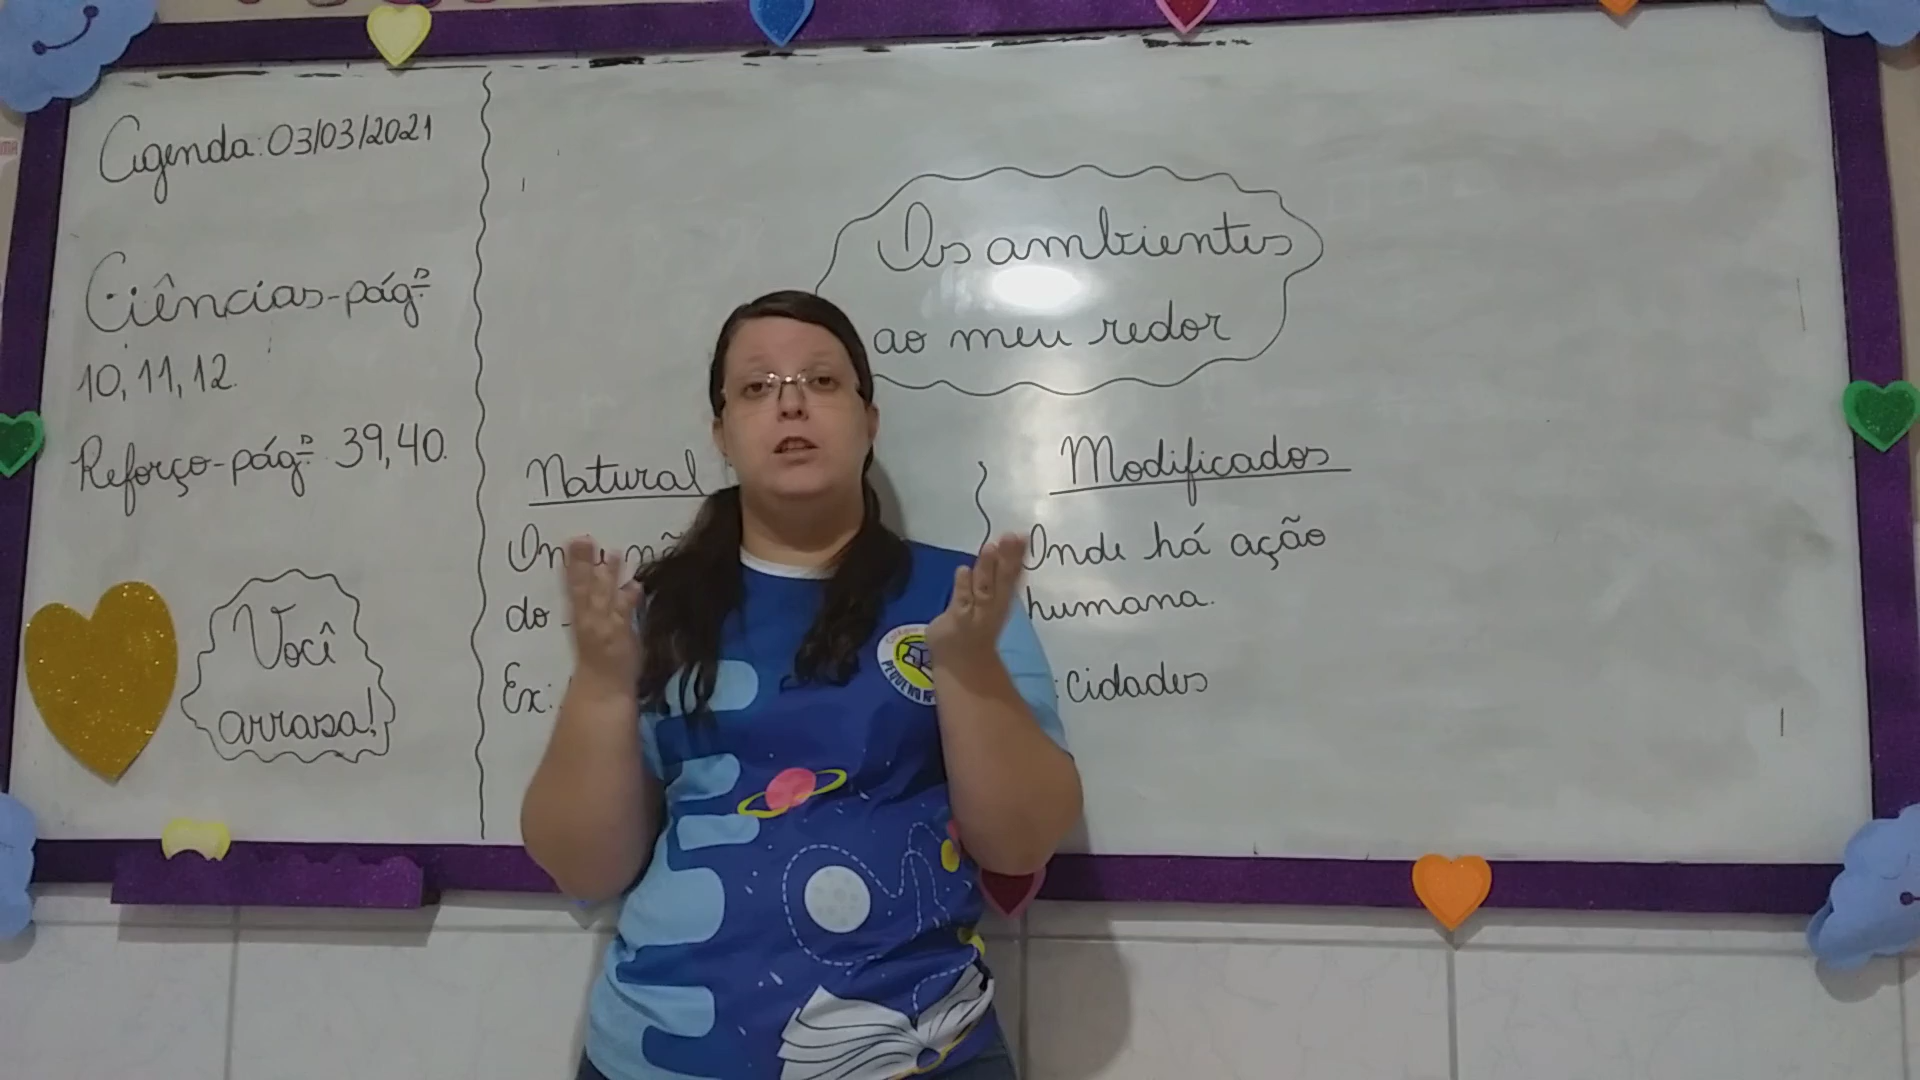 Agenda: 03/03/2021
Ciências - pág.
10, 11, 12.
Reforço - pág. 39, 40.
Você
arrasa!
Os ambientes
ao meu redor
Natural
do
Ex:
Modificados
Onde há ação
humana.
: cidades
PEQUENO